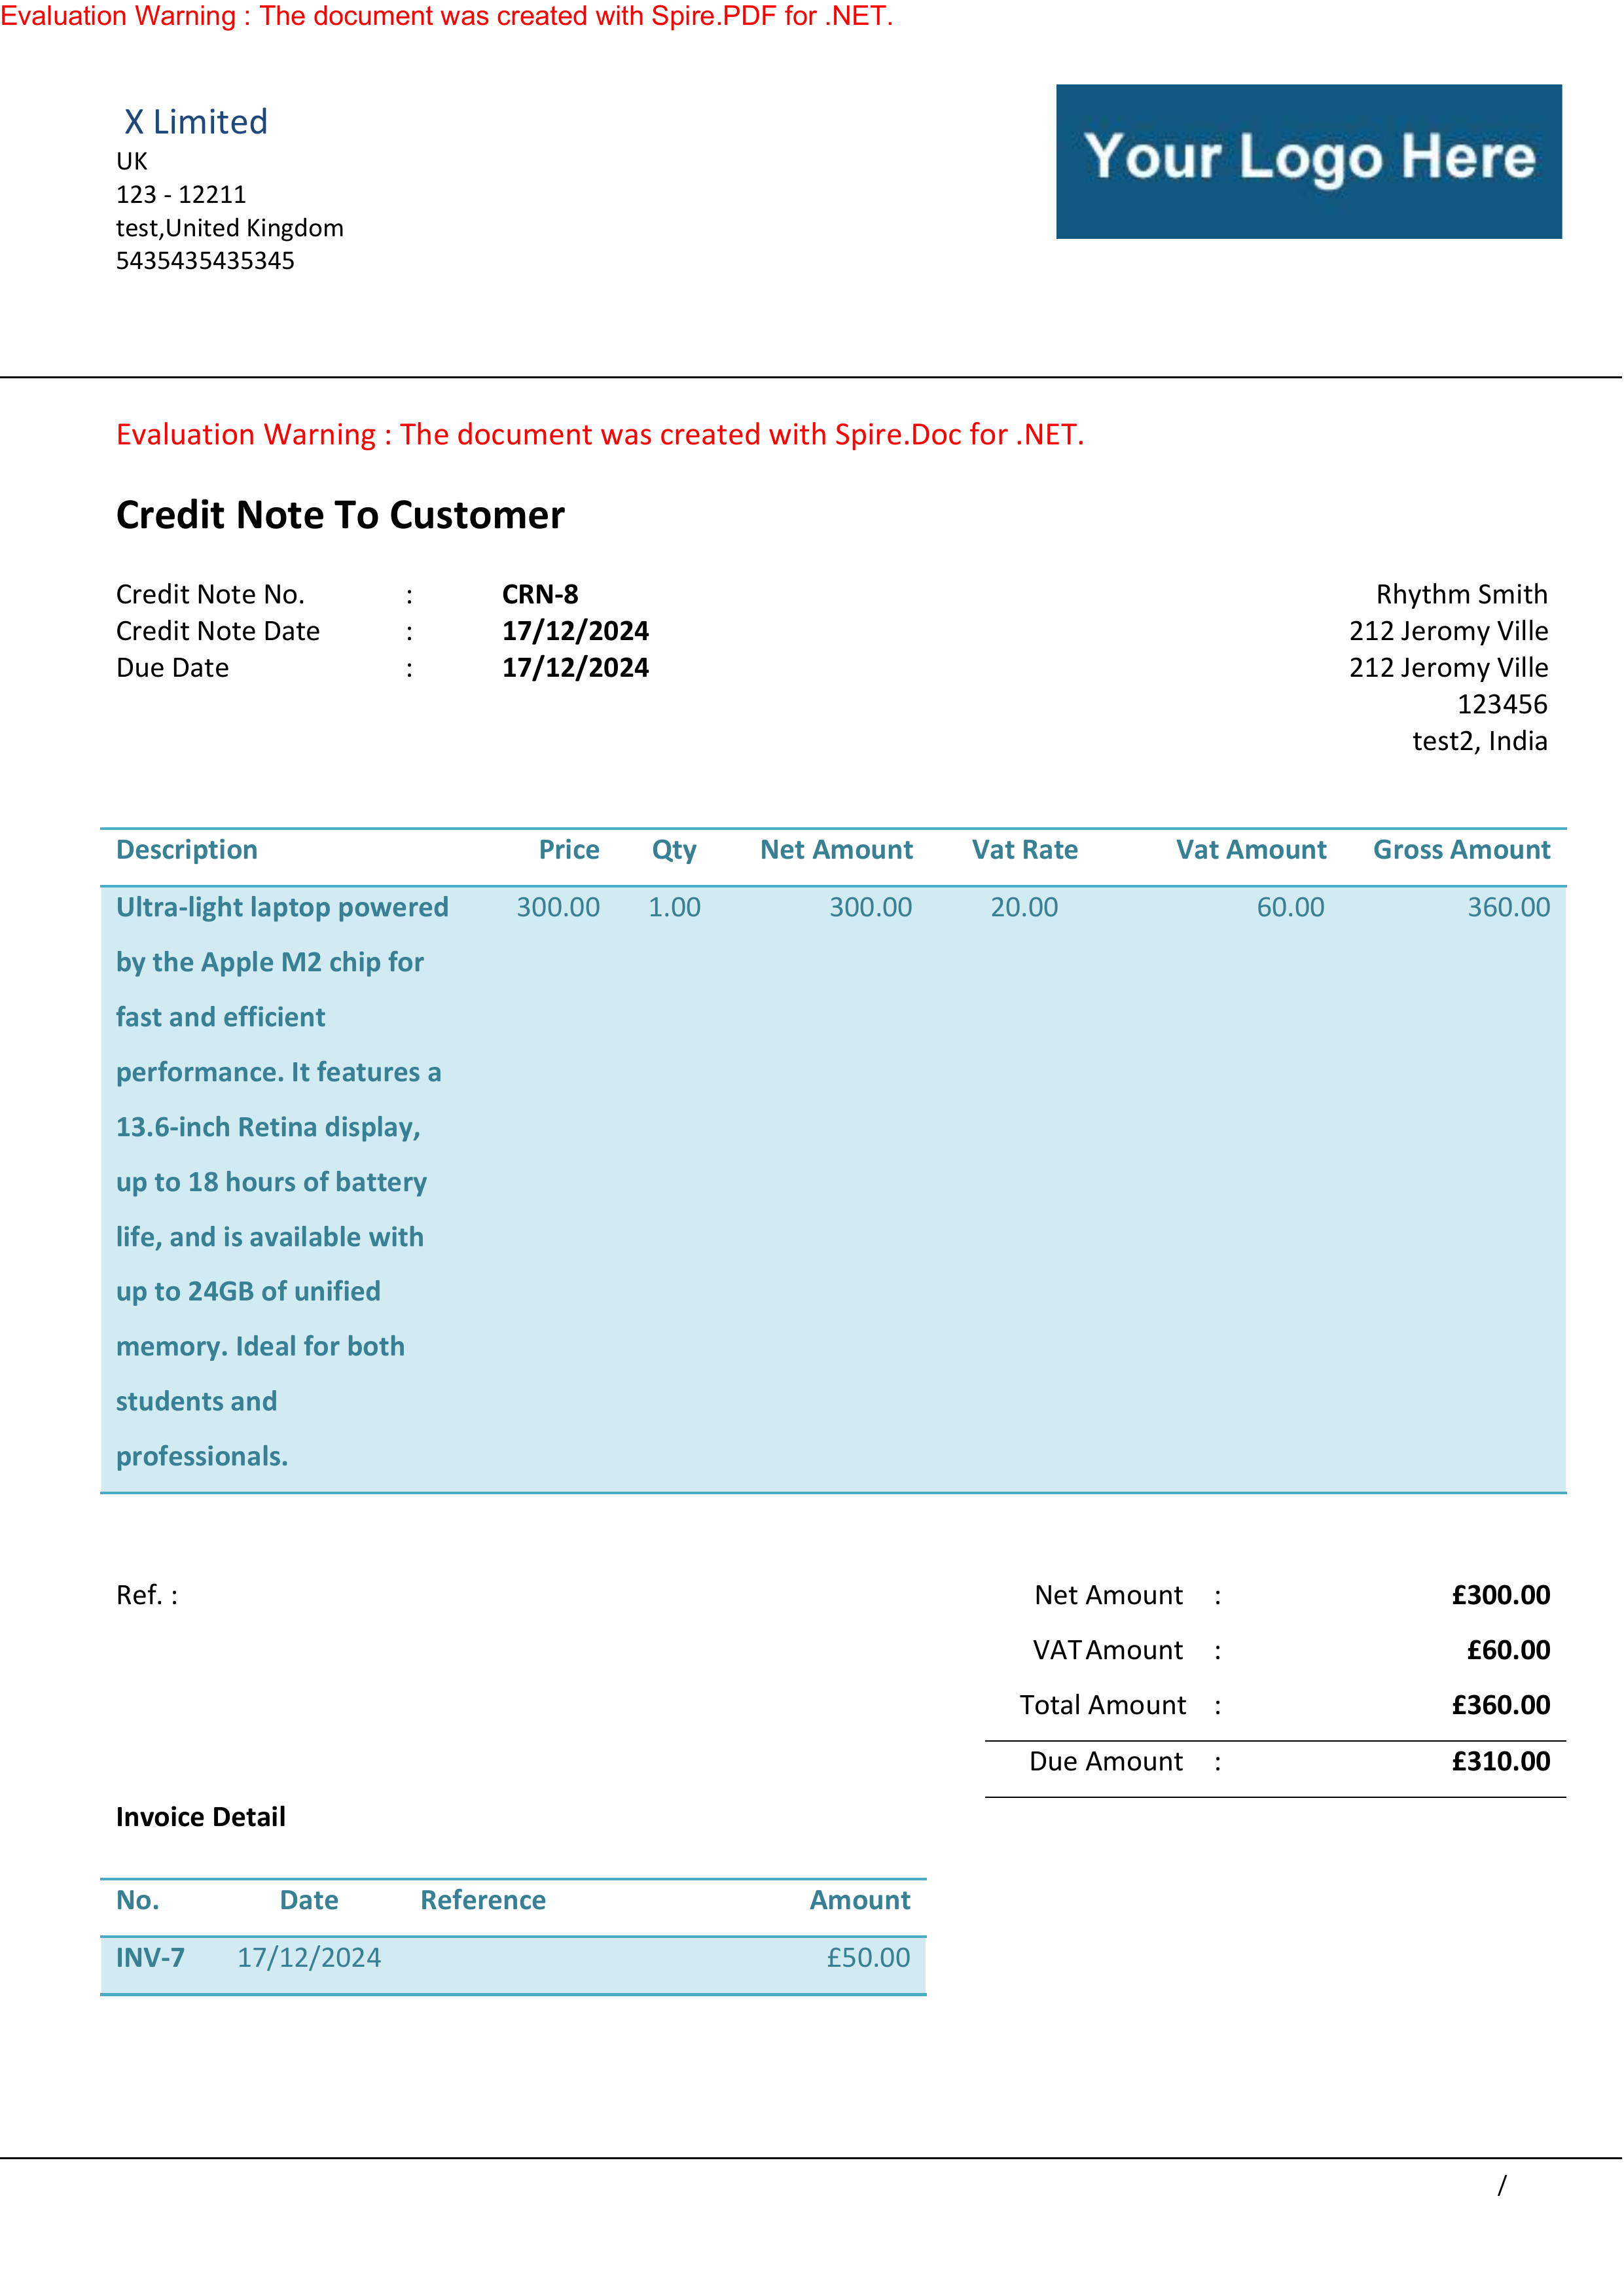 Evaluation Warning : The document was created with Spire.PDF for .NET.
X Limited
UK
123 - 12211
test,United Kingdom
5435435435345
Your Logo Here
Evaluation Warning : The document was created with Spire.Doc for .NET.
Credit Note To Customer
Credit Note No. : CRN-8
Credit Note Date : 17/12/2024
Due Date : 17/12/2024
Rhythm Smith
212 Jeromy Ville
212 Jeromy Ville
123456
test2, India
Description Price Qty Net Amount Vat Rate Vat Amount Gross Amount
Ultra-light laptop powered 300.00 1.00 300.00 20.00 60.00 360.00
by the Apple M2 chip for
fast and efficient
performance. It features a
13.6-inch Retina display,
up to 18 hours of battery
life, and is available with
up to 24GB of unified
memory. Ideal for both
students and
professionals.
Ref. :
Net Amount : £300.00
VAT Amount : £60.00
Total Amount : £360.00
Due Amount : £310.00
Invoice Detail
No. Date Reference Amount
INV-7 17/12/2024 £50.00
/